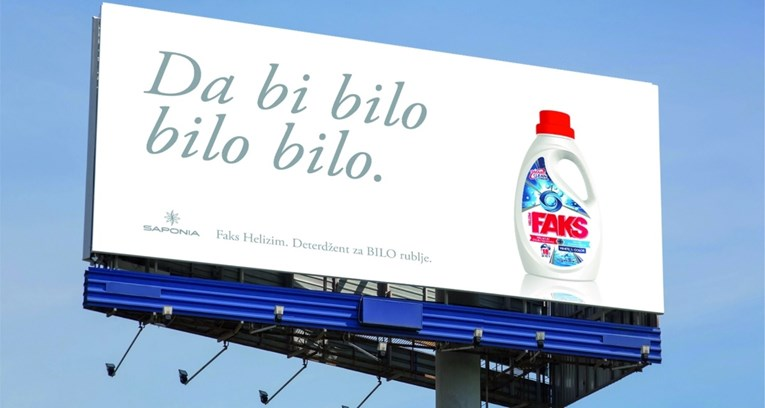 Da bi bilo
bilo bilo.
SAPONIA
Faks Helizim. Deterdžent za BILO rublje.
FAKS